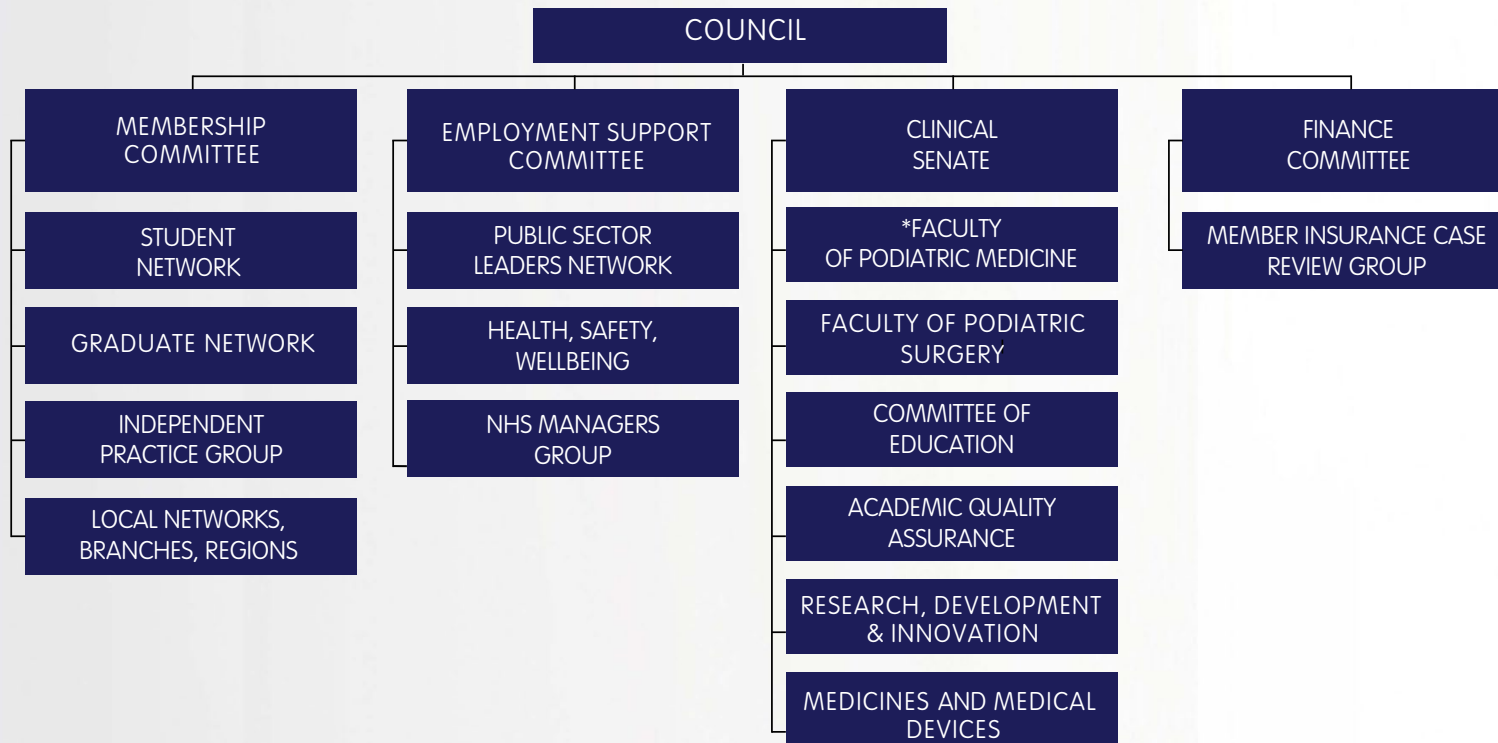 COUNCIL
MEMBERSHIP
COMMITTEE
STUDENT
NETWORK
GRADUATE NETWORK
INDEPENDENT
PRACTICE GROUP
LOCAL NETWORKS,
BRANCHES, REGIONS
EMPLOYMENT SUPPORT
COMMITTEE
PUBLIC SECTOR
LEADERS NETWORK
HEALTH, SAFETY,
WELLBEING
NHS MANAGERS
GROUP
CLINICAL
SENATE
*FACULTY
OF PODIATRIC MEDICINE
FACULTY OF PODIATRIC
SURGERY
COMMITTEE OF
EDUCATION
ACADEMIC QUALITY
ASSURANCE
RESEARCH, DEVELOPMENT
& INNOVATION
MEDICINES AND MEDICAL
DEVICES
FINANCE
COMMITTEE
MEMBER INSURANCE CASE
REVIEW GROUP